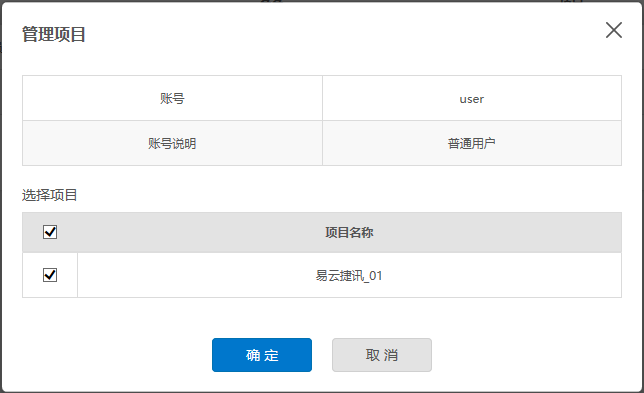 管理项目
账号 user
账号说明 普通用户
选择项目
项目名称
易云捷讯_01
确定 取消